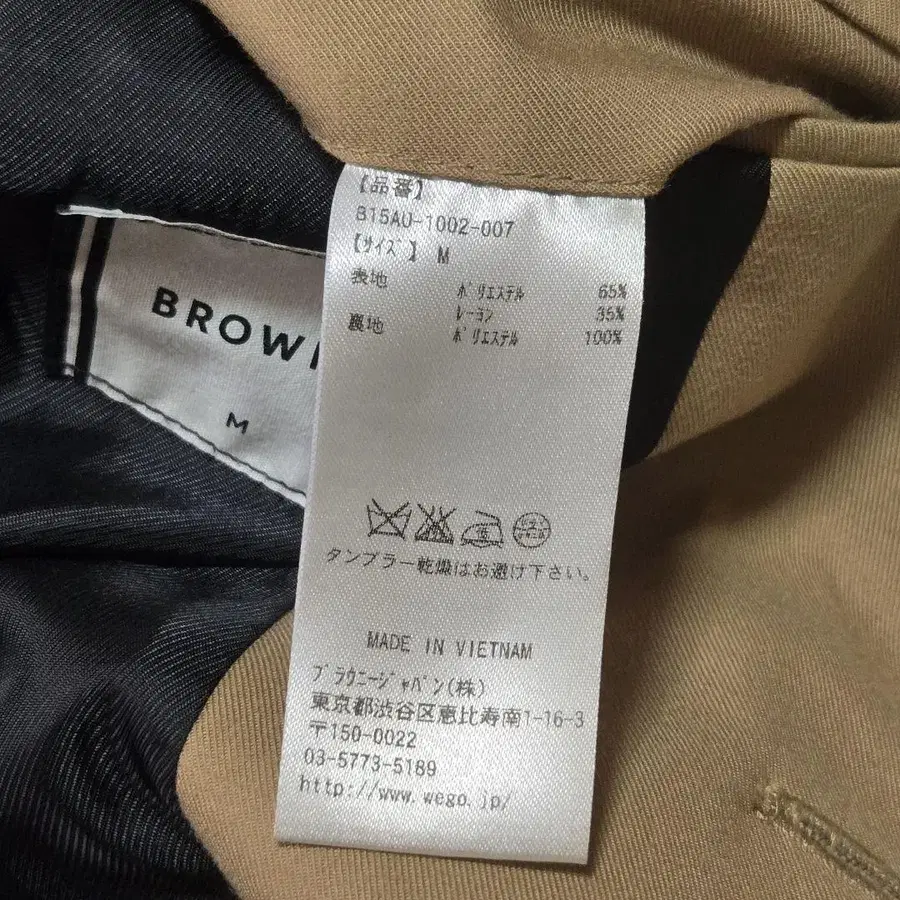 【品番】
B15AU-1002-007
【サイズ】 M
表地 ポリエステル 65%
レーヨン 35%
裏地 ポリエステル 100%
タンブラー乾燥はお避け下さい。
MADE IN VIETNAM
ブラウニージャパン(株)
東京都渋谷区恵比寿南1-16-3
〒150-0022
03-5773-5189
http://www.wego.jp/
BROW
M